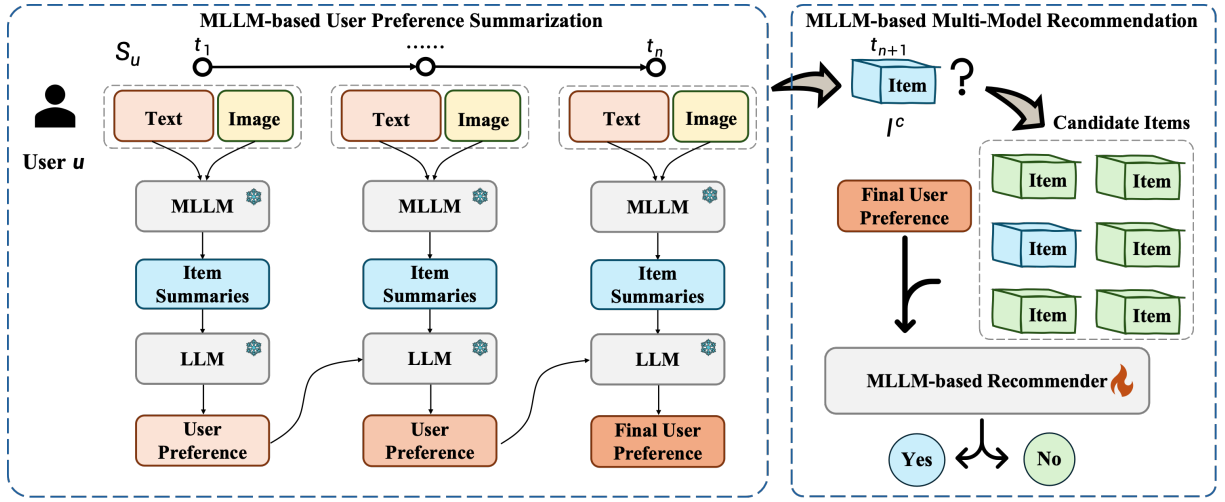 MLLM-based User Preference Summarization
S_u
t_1
......
t_n
User u
Text
Image
Text
Image
Text
Image
MLLM
MLLM
MLLM
Item
Summaries
Item
Summaries
Item
Summaries
LLM
LLM
LLM
User
Preference
User
Preference
Final User
Preference
MLLM-based Multi-Model Recommendation
t_{n+1}
Item
?
I^c
Candidate Items
Final User
Preference
Item
Item
Item
Item
Item
Item
MLLM-based Recommender
Yes
No